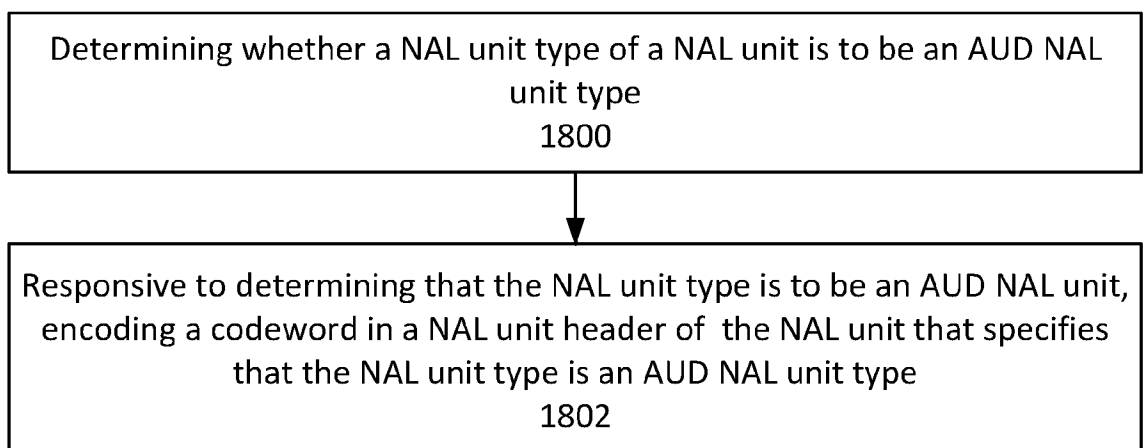 Determining whether a NAL unit type of a NAL unit is to be an AUD NAL
unit type
1800
Responsive to determining that the NAL unit type is to be an AUD NAL unit,
encoding a codeword in a NAL unit header of the NAL unit that specifies
that the NAL unit type is an AUD NAL unit type
1802